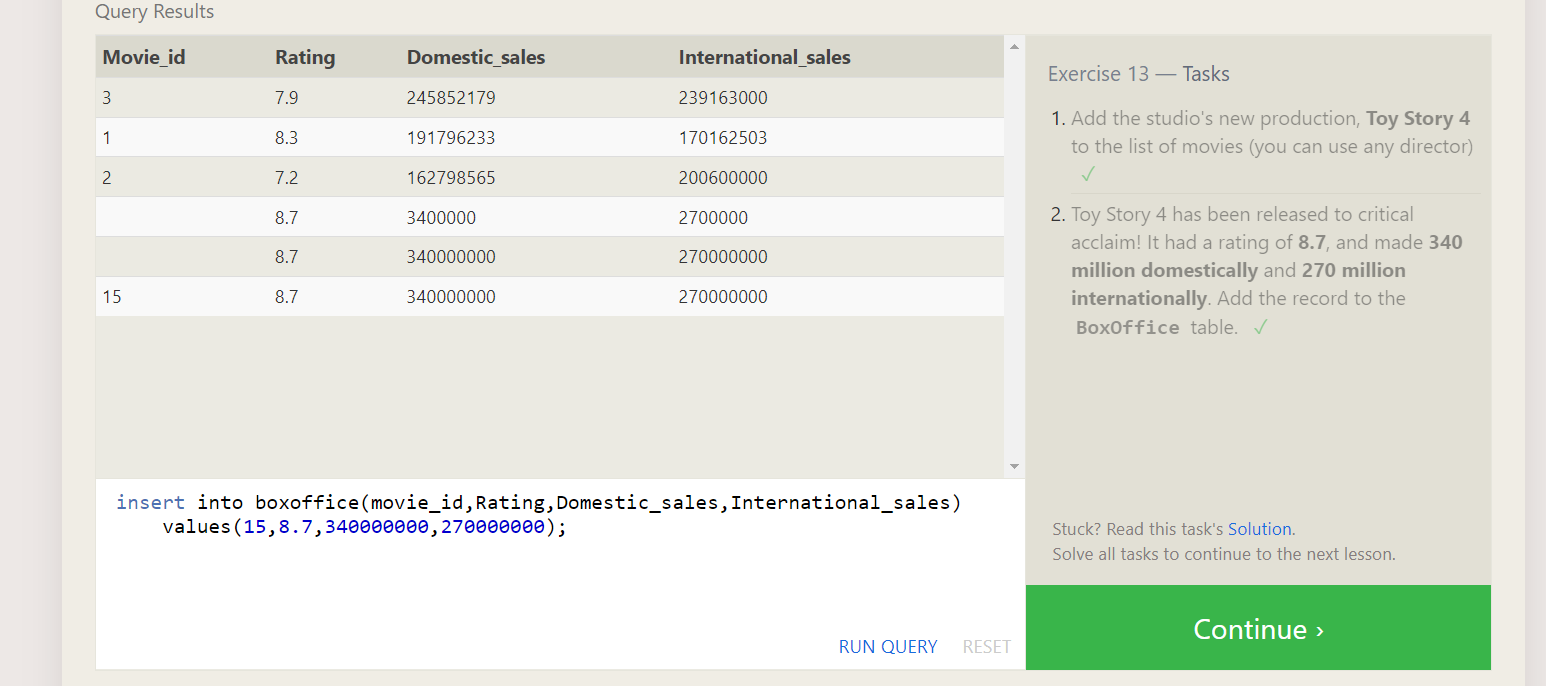 Query Results
Movie_id Rating Domestic_sales International_sales
3 7.9 245852179 239163000
1 8.3 191796233 170162503
2 7.2 162798565 200600000
8.7 3400000 2700000
8.7 340000000 270000000
15 8.7 340000000 270000000
insert into boxoffice(movie_id,Rating,Domestic_sales,International_sales)
values(15,8.7,340000000,270000000);
RUN QUERY RESET
Exercise 13 — Tasks
1. Add the studio's new production, Toy Story 4
to the list of movies (you can use any director)
✓
2. Toy Story 4 has been released to critical
acclaim! It had a rating of 8.7, and made 340
million domestically and 270 million
internationally. Add the record to the
BoxOffice table. ✓
Stuck? Read this task's Solution.
Solve all tasks to continue to the next lesson.
Continue ›